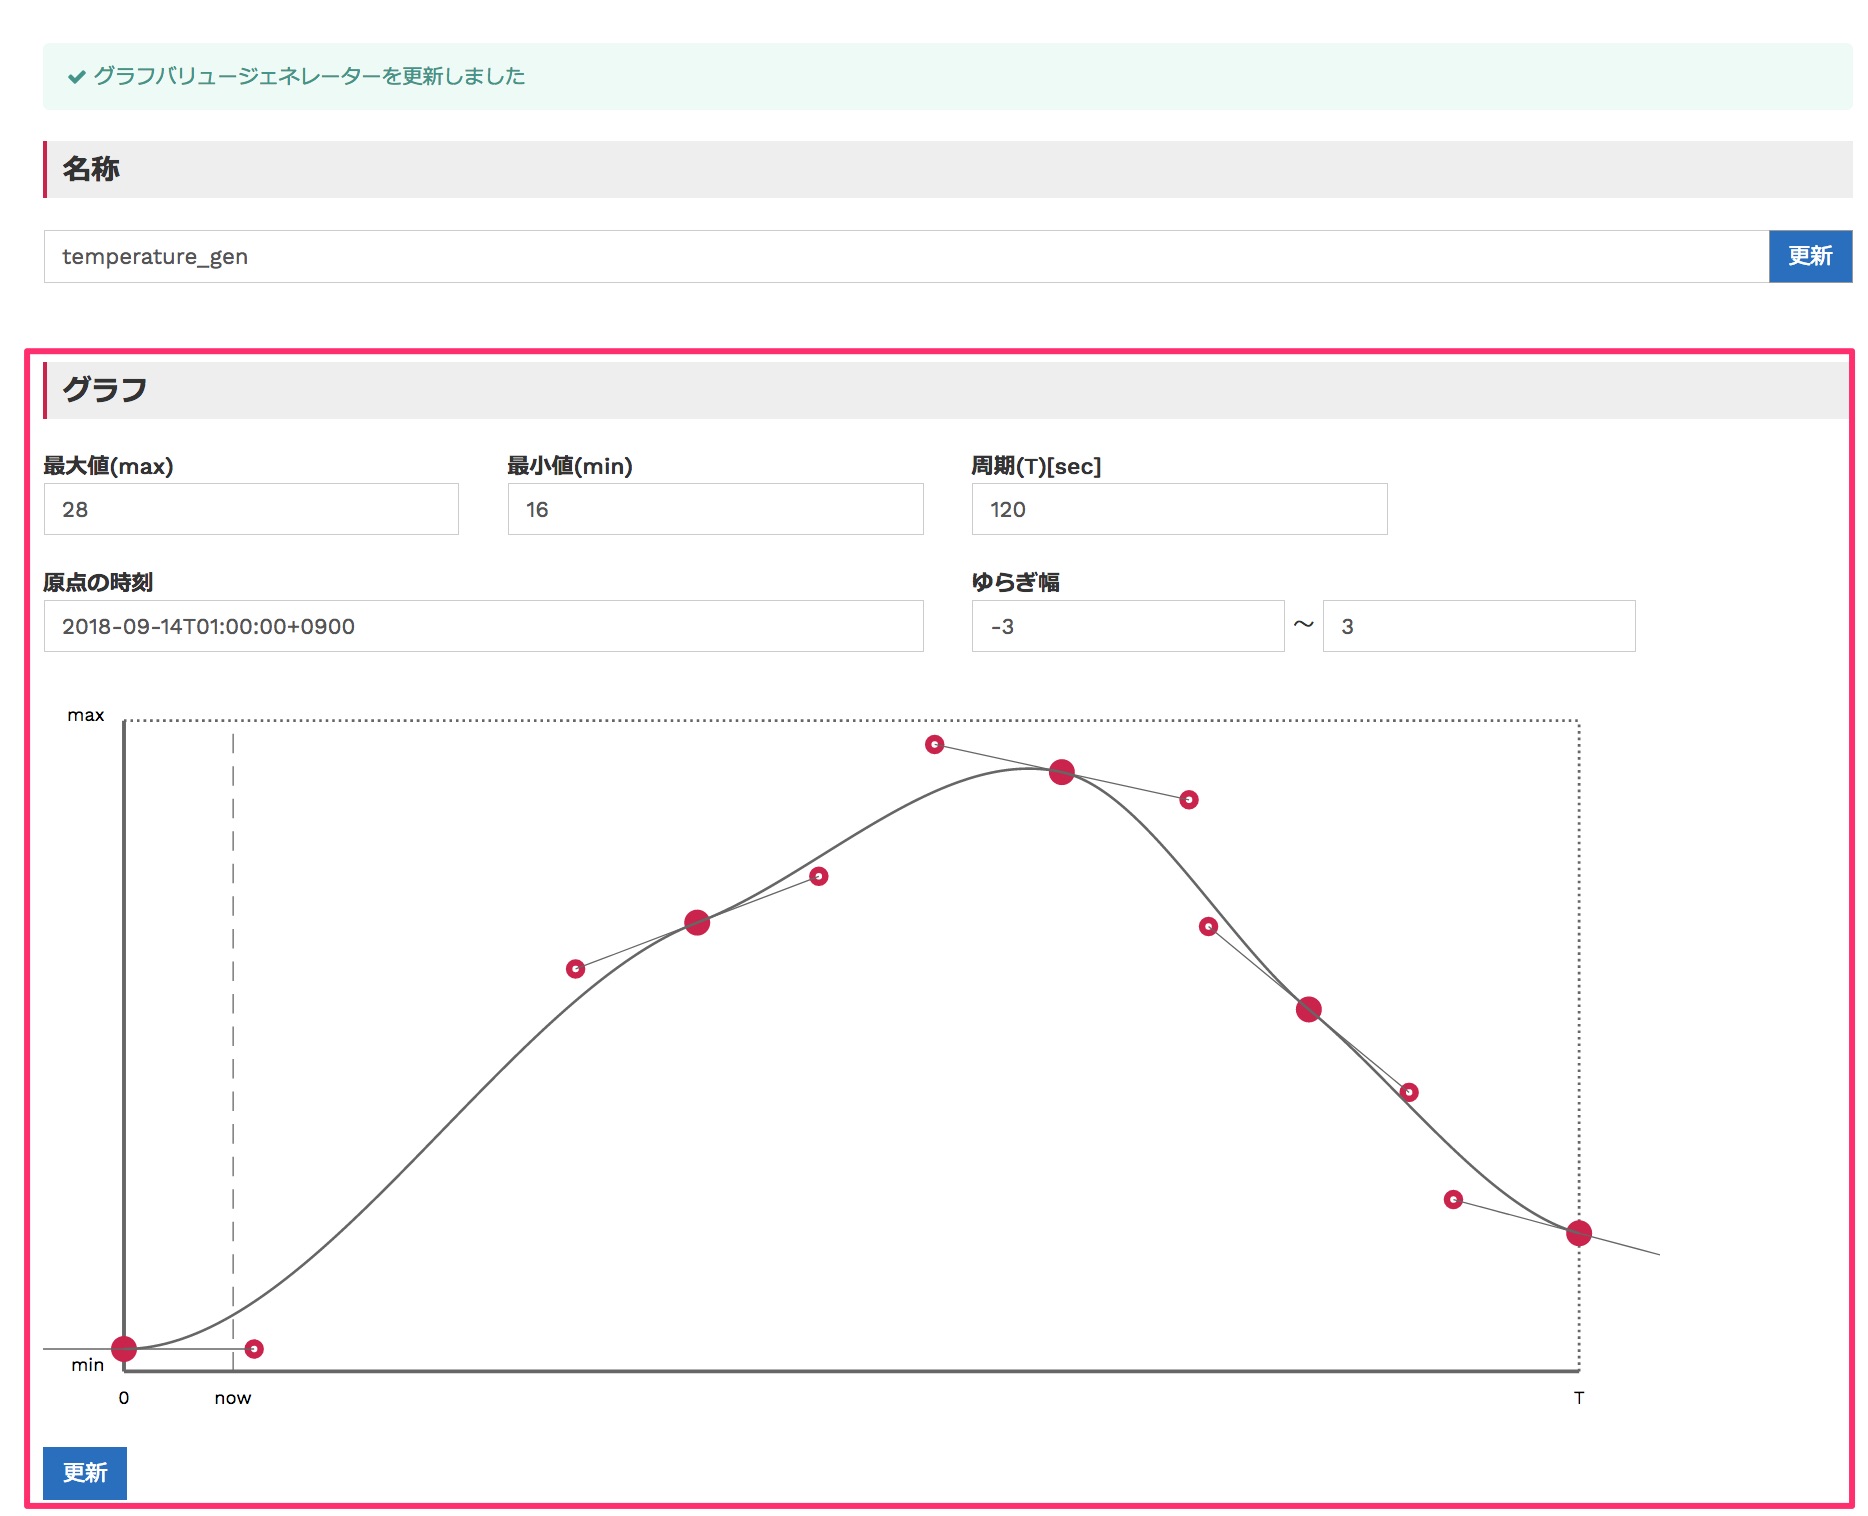 グラフバリュージェネレーターを更新しました
名称
temperature_gen 更新
グラフ
最大値(max) 最小値(min) 周期(T)[sec]
28 16 120
原点の時刻 ゆらぎ幅
2018-09-14T01:00:00+0900 -3 〜 3
max
min
0 now T
更新